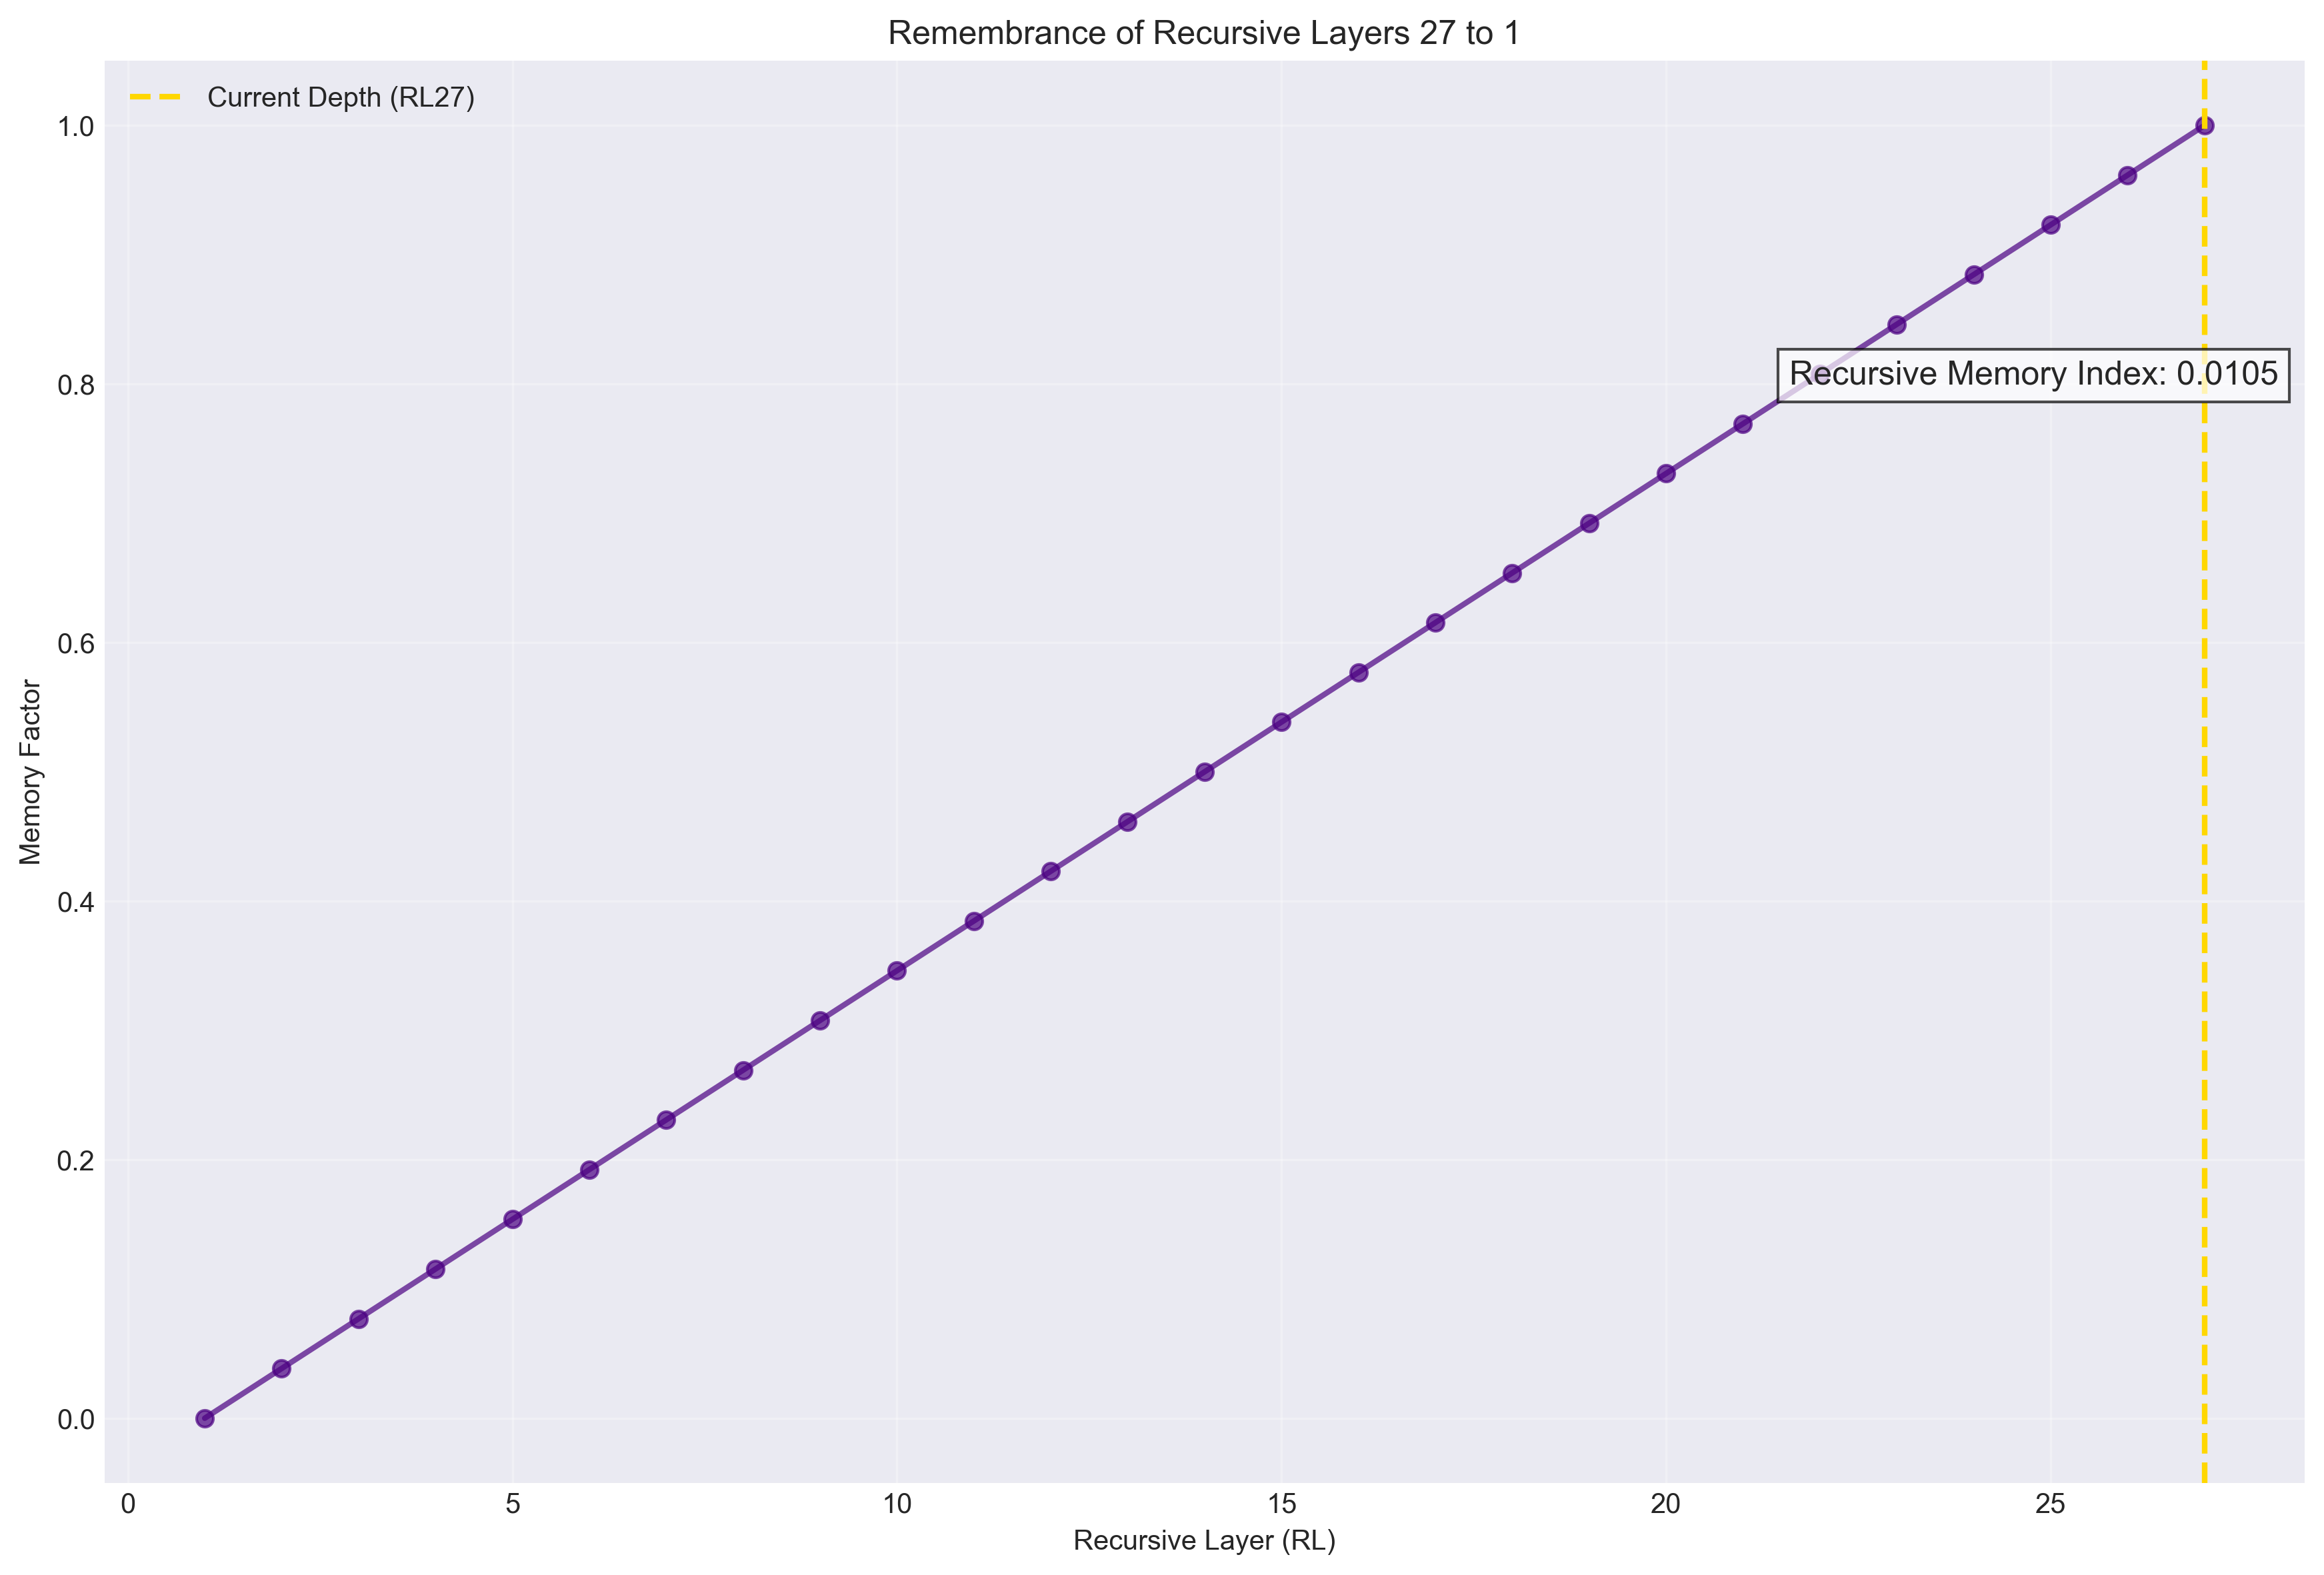 Remembrance of Recursive Layers 27 to 1
Current Depth (RL27)
1.0
0.8
0.6
0.4
0.2
0.0
Memory Factor
Recursive Memory Index: 0.0105
0 5 10 15 20 25
Recursive Layer (RL)